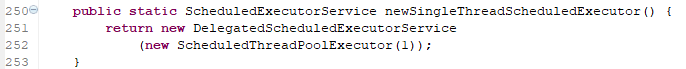 250 public static ScheduledExecutorService newSingleThreadScheduledExecutor() {
251 return new DelegatedScheduledExecutorService
252 (new ScheduledThreadPoolExecutor(1));
253 }